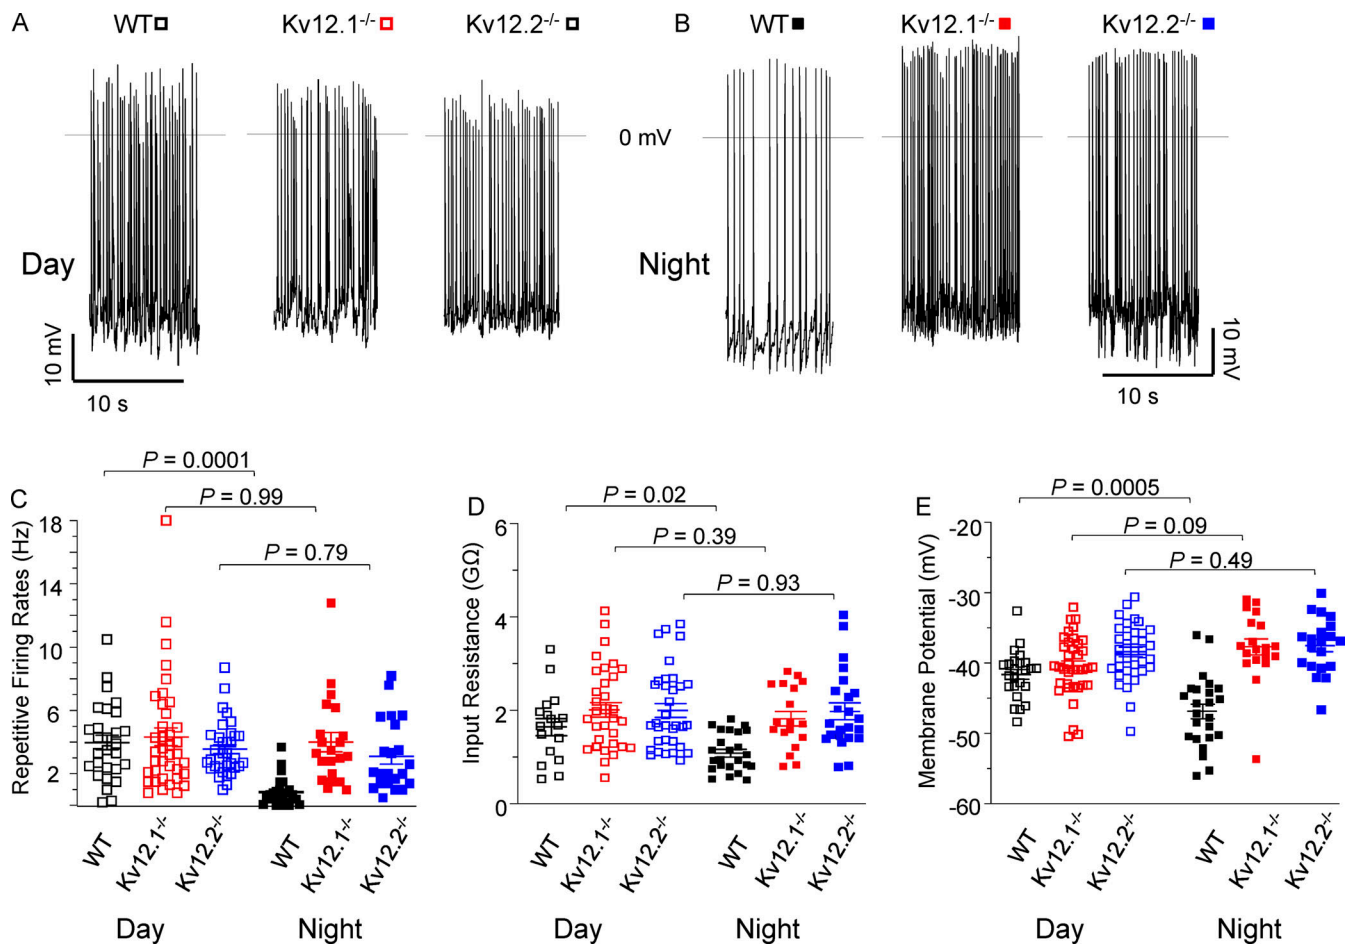 A
WT
Kv12.1-/-
Kv12.2-/-
B
WT
Kv12.1-/-
Kv12.2-/-
0 mV
Day
Night
10 mV
10 s
10 mV
10 s
C
P = 0.0001
P = 0.99
P = 0.79
Repetitive Firing Rates (Hz)
18
14
10
6
2
WT
Kv12.1-/-
Kv12.2-/-
WT
Kv12.1-/-
Kv12.2-/-
Day
Night
D
P = 0.02
P = 0.39
P = 0.93
Input Resistance (GΩ)
6
4
2
0
WT
Kv12.1-/-
Kv12.2-/-
WT
Kv12.1-/-
Kv12.2-/-
Day
Night
E
P = 0.0005
P = 0.09
P = 0.49
Membrane Potential (mV)
-20
-30
-40
-50
-60
WT
Kv12.1-/-
Kv12.2-/-
WT
Kv12.1-/-
Kv12.2-/-
Day
Night